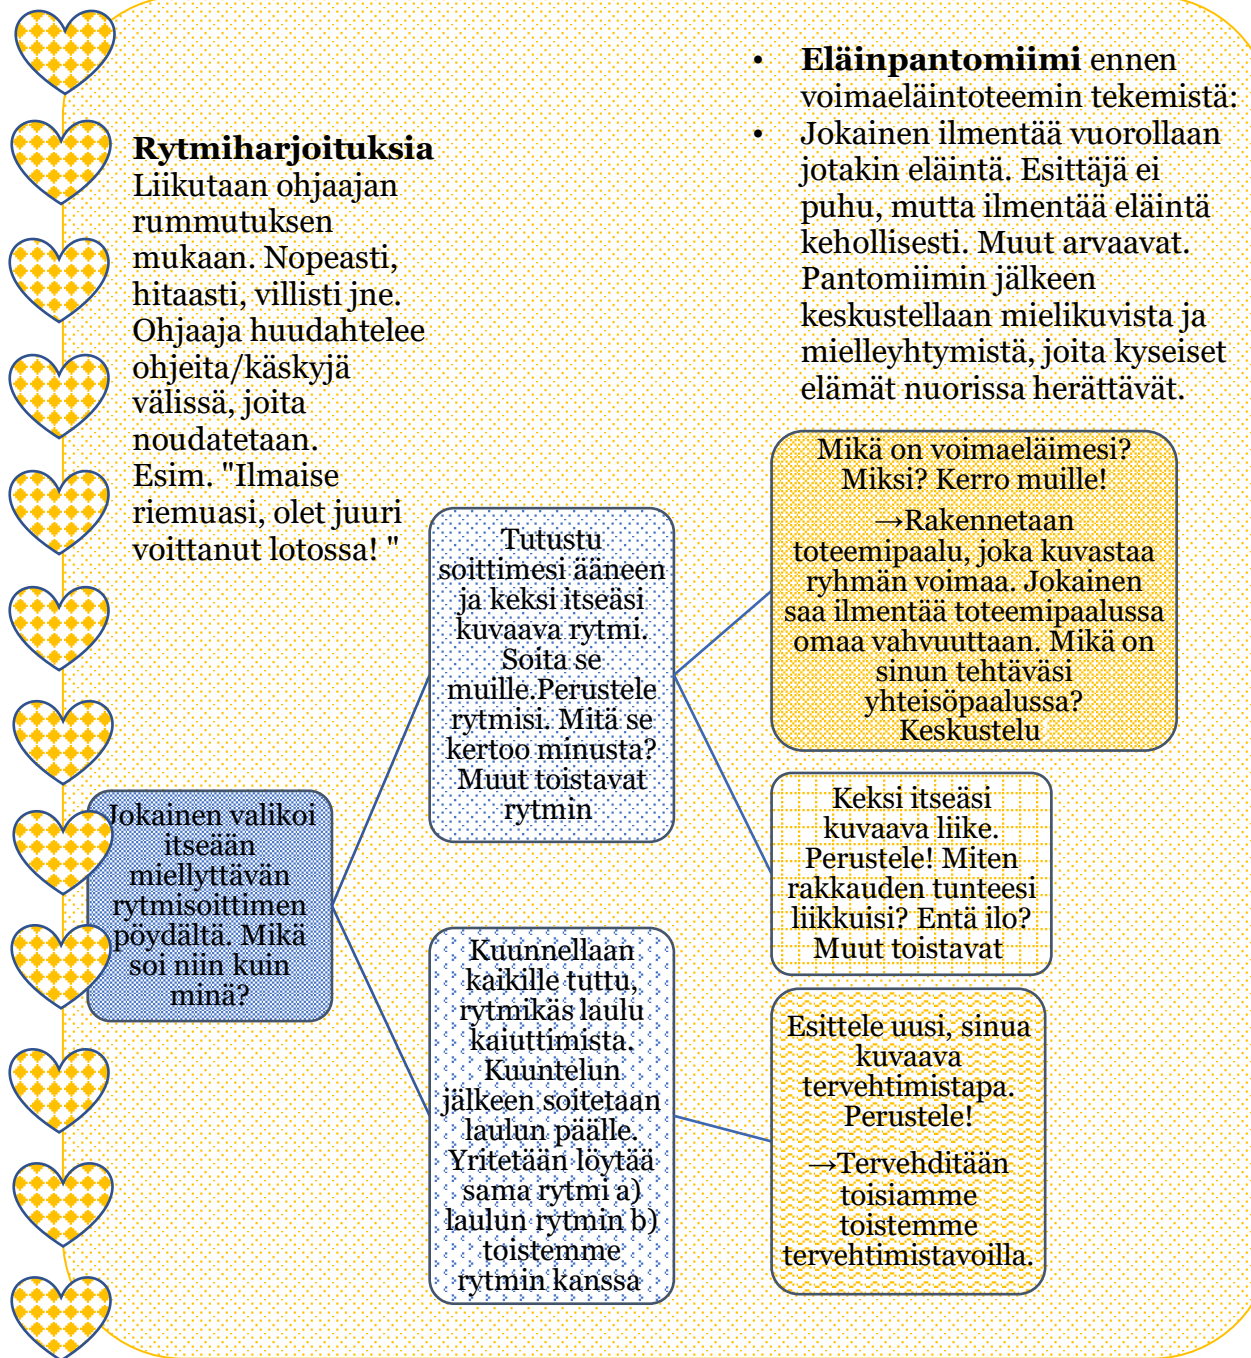 Rytmiharjoituksia
Liikutaan ohjaajan
rummutuksen
mukaan. Nopeasti,
hitaasti, villisti jne.
Ohjaaja huudahtelee
ohjeita/käskyjä
välissä, joita
noudatetaan.
Esim. "Ilmaise
riemuasi, olet juuri
voittanut lotossa! "
• Eläinpantomiimi ennen
voimaeläintoteemin tekemistä:
• Jokainen ilmentää vuorollaan
jotakin eläintä. Esittäjä ei
puhu, mutta ilmentää eläintä
kehollisesti. Muut arvaavat.
Pantomiimin jälkeen
keskustellaan mielikuvista ja
mielleyhtymistä, joita kyseiset
elämät nuorissa herättävät.
Jokainen valikoi
itseään
miellyttävän
rytmisoittimen
pöydältä. Mikä
soi niin kuin
minä?
Tutustu
soittimesi ääneen
ja keksi itseäsi
kuvaava rytmi.
Soita se
muille.Perustele
rytmisi. Mitä se
kertoo minusta?
Muut toistavat
rytmin
Mikä on voimaeläimesi?
Miksi? Kerro muille!
→Rakennetaan
toteemipaalu, joka kuvastaa
ryhmän voimaa. Jokainen
saa ilmentää toteemipaalussa
omaa vahvuuttaan. Mikä on
sinun tehtäväsi
yhteisöpaalussa?
Keskustelu
Keksi itseäsi
kuvaava liike.
Perustele! Miten
rakkauden tunteesi
liikkuisi? Entä ilo?
Muut toistavat
Kuunnellaan
kaikille tuttu,
rytmikäs laulu
kaiuttimista.
Kuuntelun
jälkeen soitetaan
laulun päälle.
Yritetään löytää
sama rytmi a)
laulun rytmin b)
toistemme
rytmin kanssa
Esittele uusi, sinua
kuvaava
tervehtimistapa.
Perustele!
→Tervehditään
toisiamme
toistemme
tervehtimistavoilla.